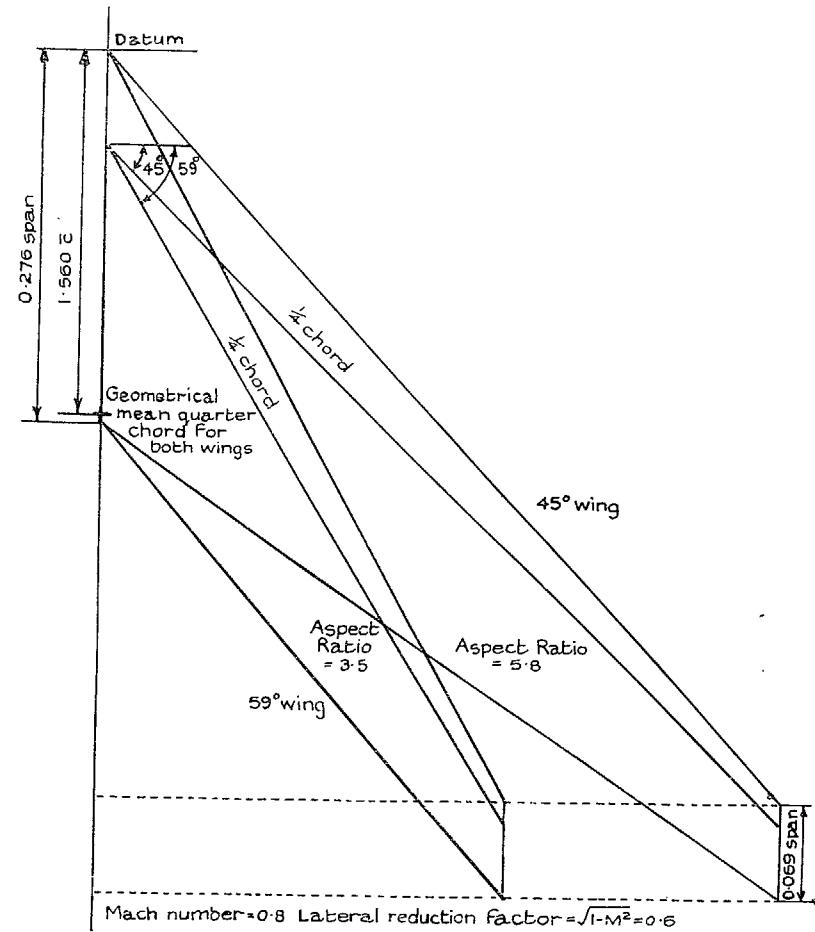 Datum
45° 59°
0.276 span
1.560 c̄
¼ chord
¼ chord
Geometrical
mean quarter
chord for
both wings
45° wing
Aspect
Ratio
= 3.5
Aspect Ratio
= 5.8
59° wing
0.069 span
Mach number=0.8 Lateral reduction factor=√1-M²=0.6